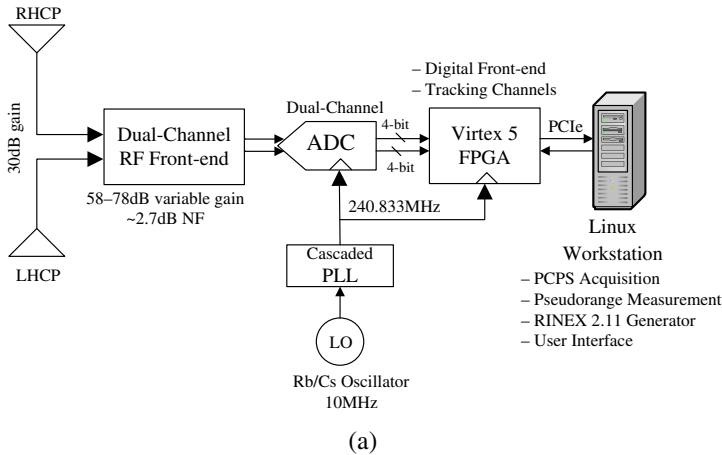 RHCP
30dB gain
LHCP
Dual-Channel
RF Front-end
58–78dB variable gain
~2.7dB NF
Dual-Channel
ADC
4-bit
4-bit
– Digital Front-end
– Tracking Channels
Virtex 5
FPGA
PCIe
240.833MHz
Cascaded
PLL
LO
Rb/Cs Oscillator
10MHz
Linux
Workstation
– PCPS Acquisition
– Pseudorange Measurement
– RINEX 2.11 Generator
– User Interface
(a)